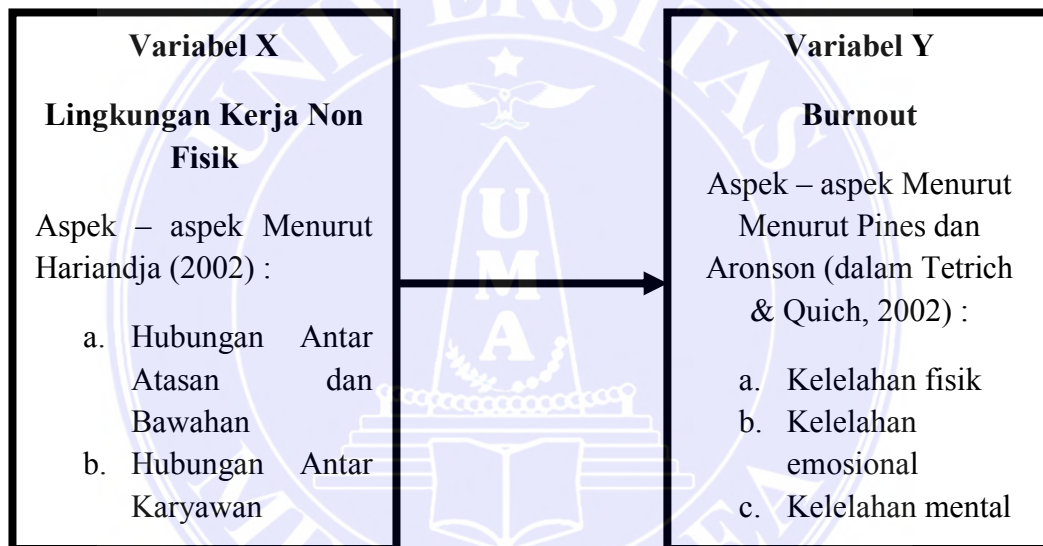 Variabel X
Lingkungan Kerja Non
Fisik
Aspek – aspek Menurut
Hariandja (2002) :
a. Hubungan Antar
Atasan dan
Bawahan
b. Hubungan Antar
Karyawan
Variabel Y
Burnout
Aspek – aspek Menurut
Menurut Pines dan
Aronson (dalam Tetrich
& Quich, 2002) :
a. Kelelahan fisik
b. Kelelahan
emosional
c. Kelelahan mental
UNIVERSITAS
U
M
A